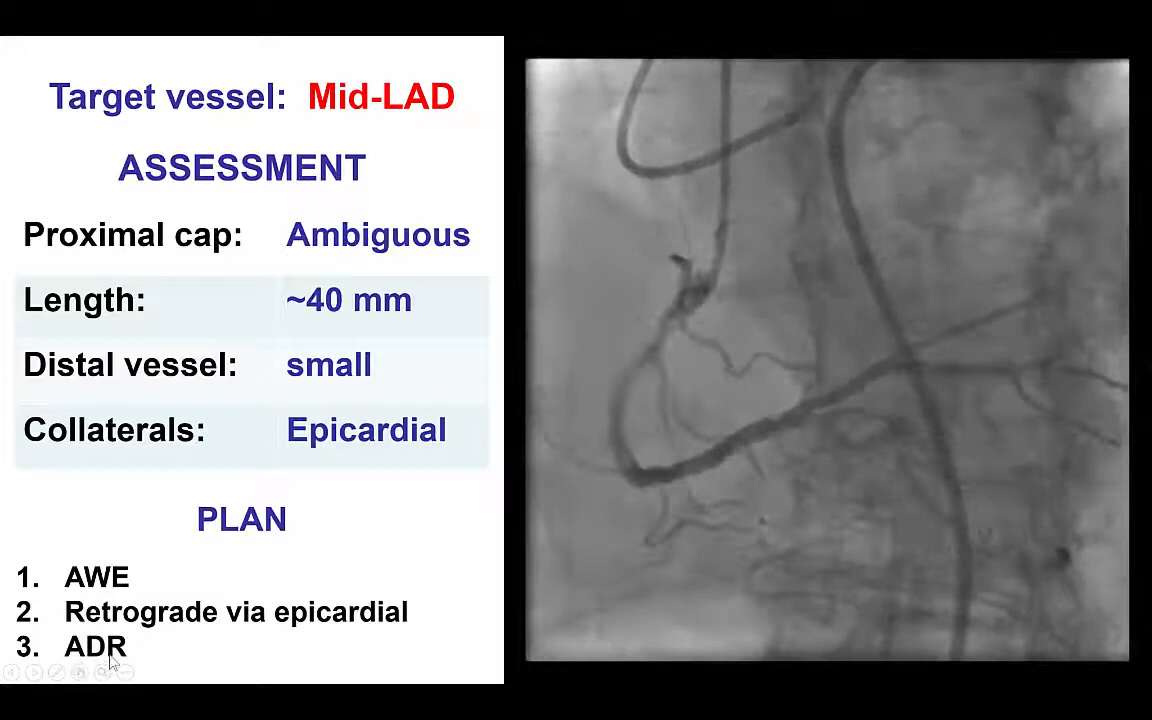 Target vessel: Mid-LAD
ASSESSMENT
Proximal cap: Ambiguous
Length: ~40 mm
Distal vessel: small
Collaterals: Epicardial
PLAN
1. AWE
2. Retrograde via epicardial
3. ADR